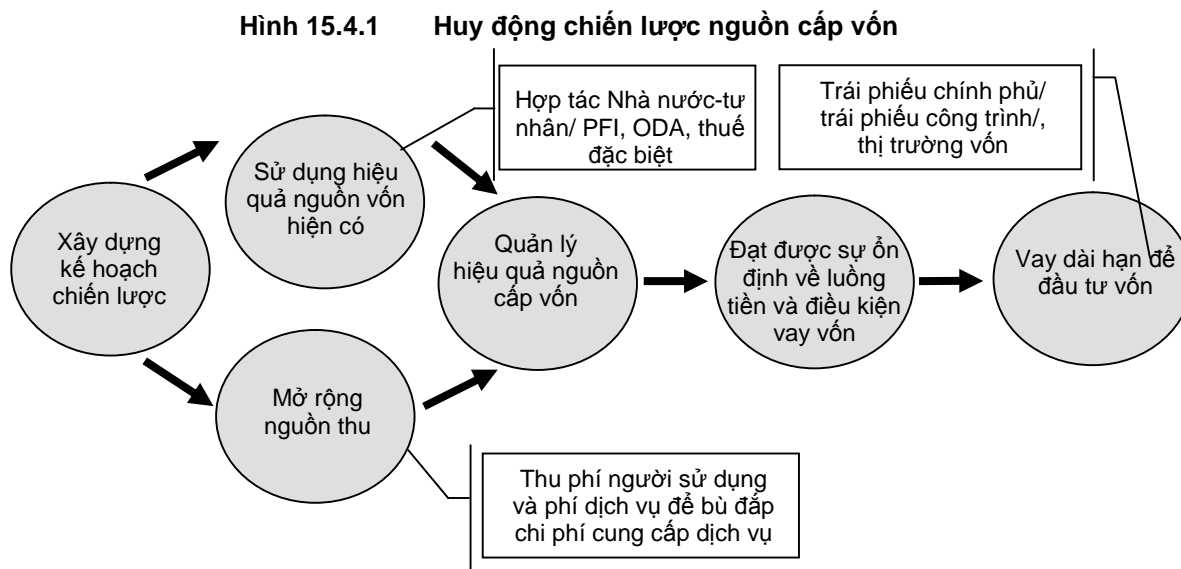 Hình 15.4.1 Huy động chiến lược nguồn cấp vốn
Hợp tác Nhà nước-tư
nhân/ PFI, ODA, thuế
đặc biệt
Trái phiếu chính phủ/
trái phiếu công trình/,
thị trường vốn
Sử dụng hiệu
quả nguồn vốn
hiện có
Xây dựng
kế hoạch
chiến lược
Quản lý
hiệu quả nguồn
cấp vốn
Đạt được sự ổn
định về luồng
tiền và điều kiện
vay vốn
Vay dài hạn để
đầu tư vốn
Mở rộng
nguồn thu
Thu phí người sử dụng
và phí dịch vụ để bù đắp
chi phí cung cấp dịch vụ